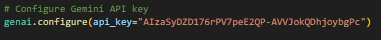 # Configure Gemini API key
genai.configure(api_key="AIzaSyDZD176rPV7peE2QP-AVVJokQDhjoybgPc")